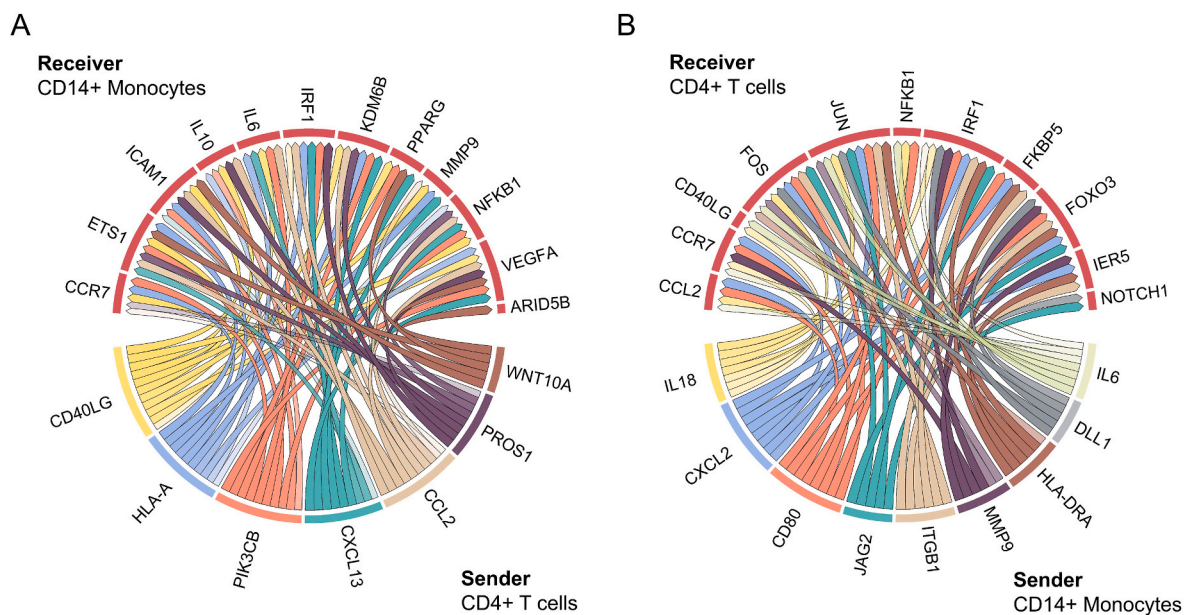 A
Receiver
CD14+ Monocytes
CCR7
ETS1
ICAM1
IL10
IL6
IRF1
KDM6B
PPARG
MMP9
NFKB1
VEGFA
ARID5B
CD40LG
HLA-A
PIK3CB
CXCL13
CCL2
PROS1
WNT10A
Sender
CD4+ T cells
B
Receiver
CD4+ T cells
CCL2
CCR7
CD40LG
FOS
JUN
NFKB1
IRF1
FKBP5
FOXO3
IER5
NOTCH1
IL18
CXCL2
CD80
JAG2
ITGB1
MMP9
HLA-DRA
DLL1
IL6
Sender
CD14+ Monocytes